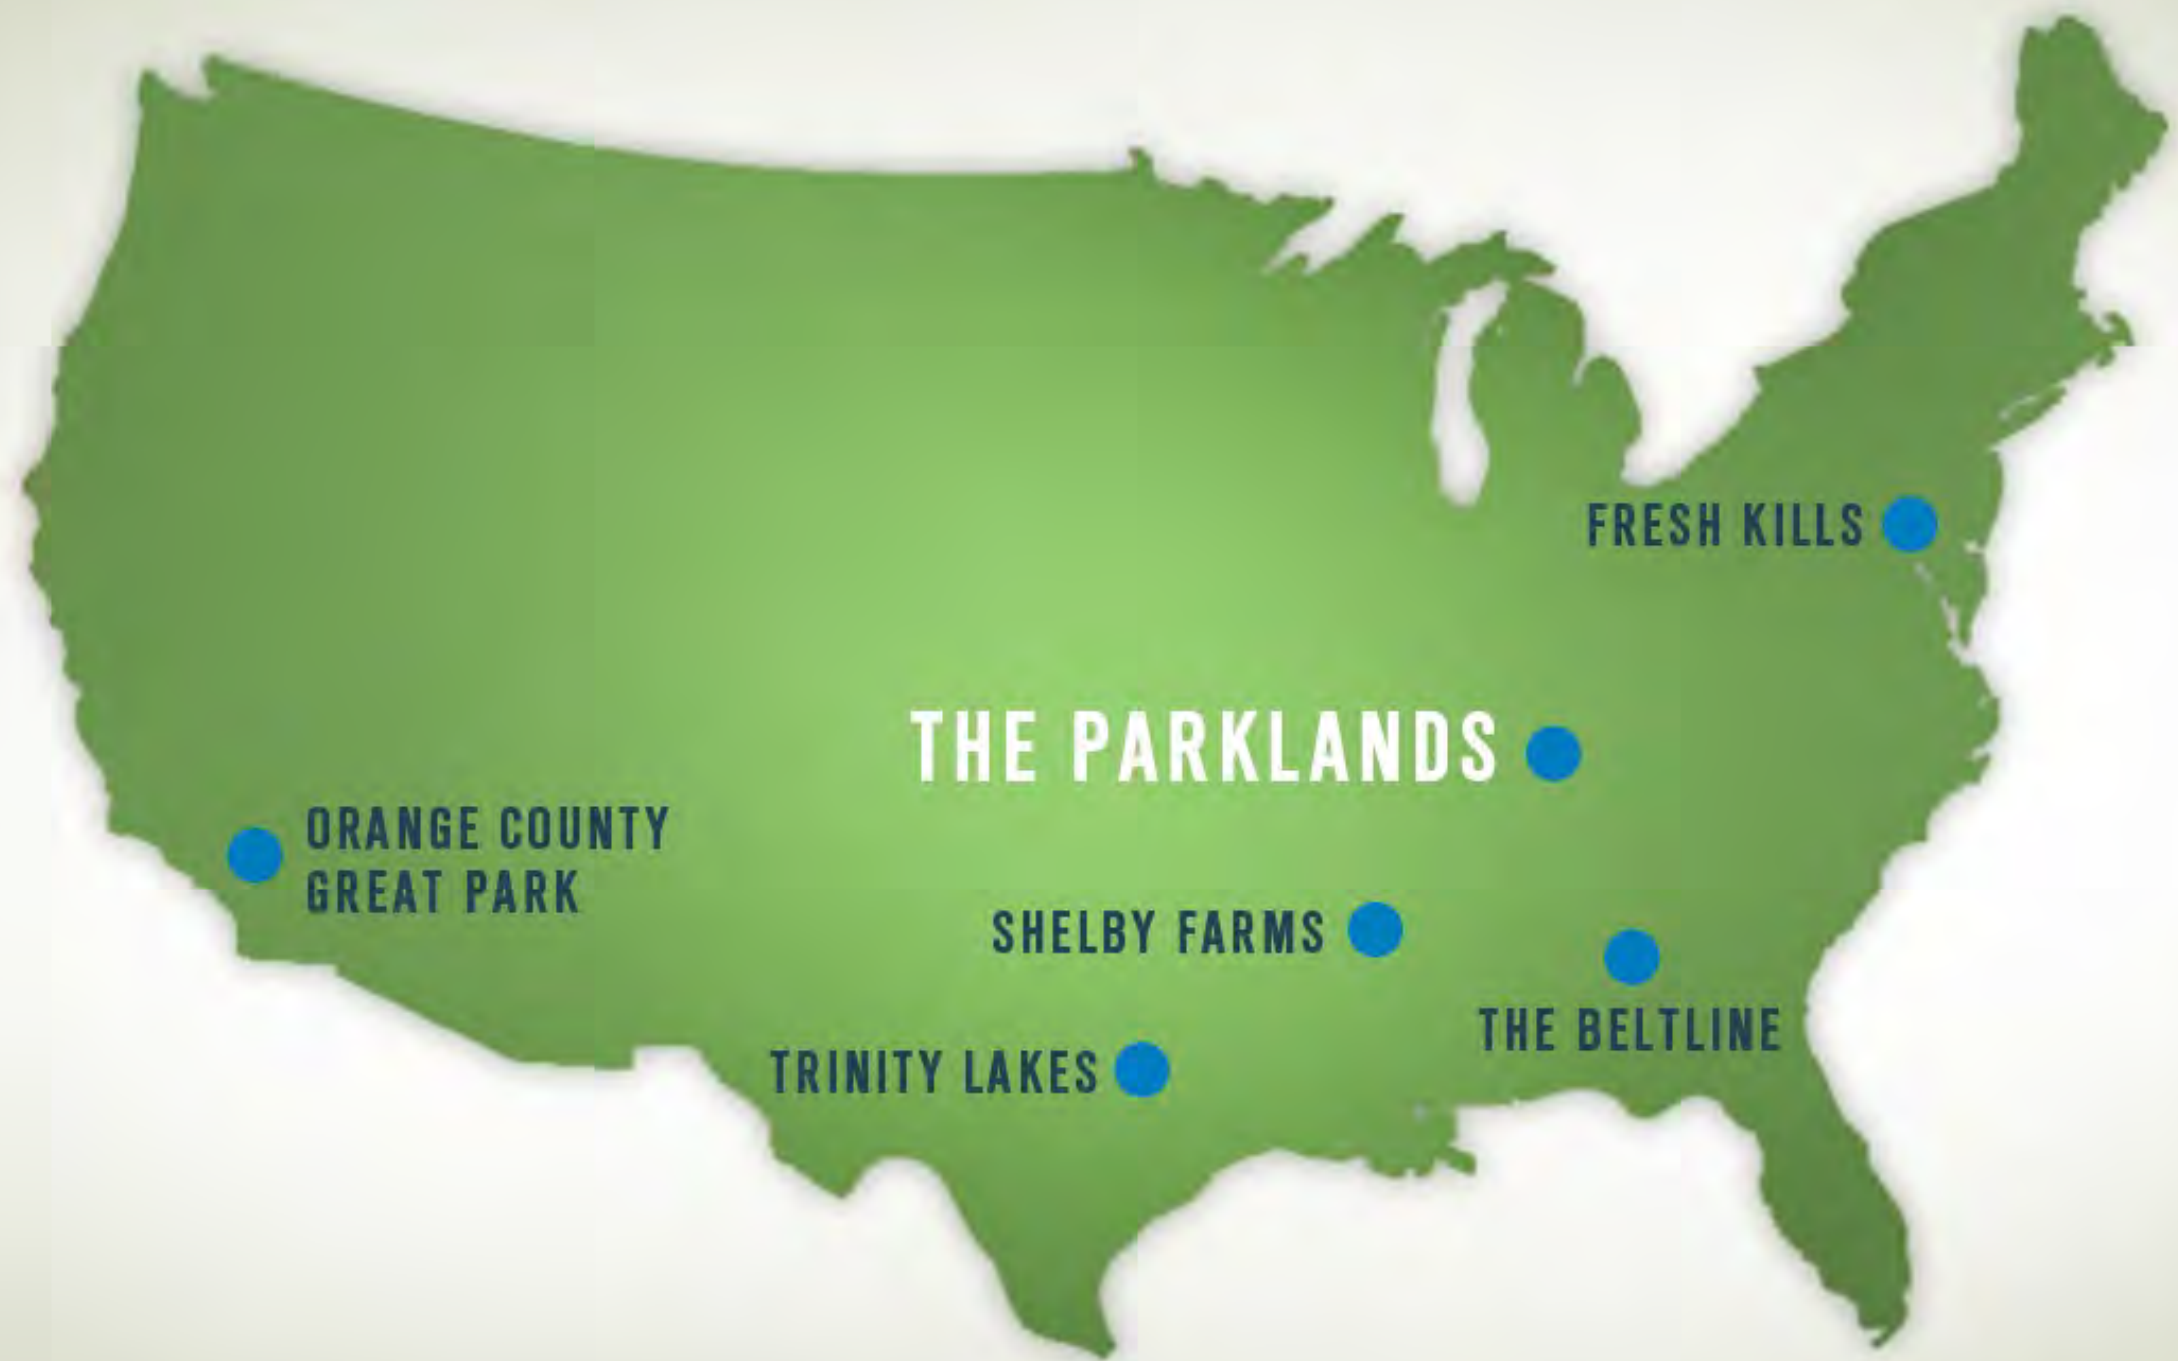 FRESH KILLS
THE PARKLANDS
ORANGE COUNTY
GREAT PARK
SHELBY FARMS
THE BELTLINE
TRINITY LAKES